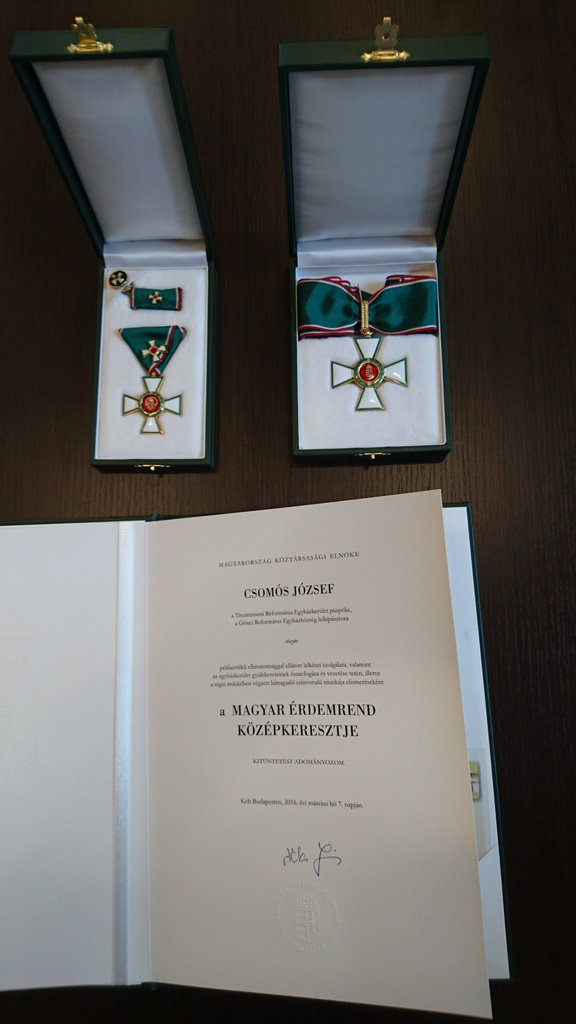 MAGYARORSZÁG KÖZTÁRSASÁGI ELNÖKE
CSOMÓS JÓZSEF
a Tiszáninneni Református Egyházkerület püspöke,
a Gönci Református Egyházközség lelkipásztora
részére
példaértékű elhivatottsággal ellátott lelkészi szolgálata, valamint
az egyházkerület gyülekezeteinek összefogása és vezetése terén, illetve
a régió érdekében végzett kimagasló színvonalú munkája elismeréseként
a MAGYAR ÉRDEMREND
KÖZÉPKERESZTJE
KITÜNTETÉST ADOMÁNYOZOM.
Kelt Budapesten, 2016. évi március hó 7. napján.